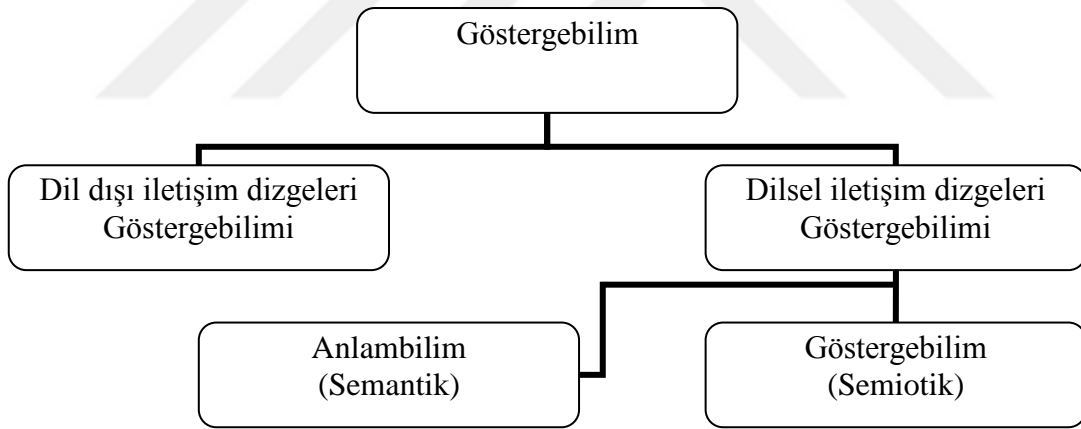 Göstergebilim
Dil dışı iletişim dizgeleri
Göstergebilimi
Dilsel iletişim dizgeleri
Göstergebilimi
Anlambilim
(Semantik)
Göstergebilim
(Semiotik)